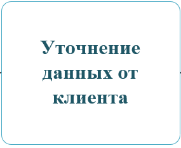 Уточнение
данных от
клиента